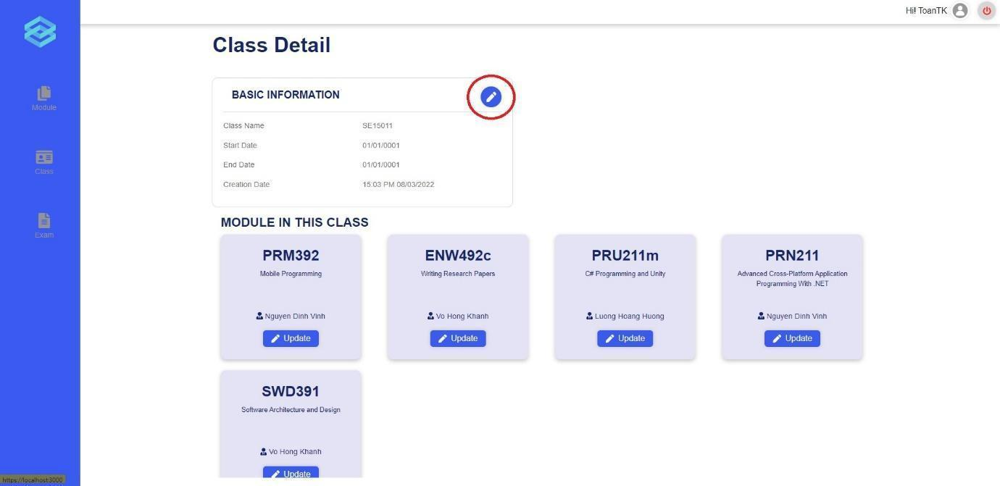 Hi! ToanTK
Module
Class
Exam
Class Detail
BASIC INFORMATION
Class Name SE15011
Start Date 01/01/0001
End Date 01/01/0001
Creation Date 15:03 PM 08/03/2022
MODULE IN THIS CLASS
PRM392
Mobile Programming
Nguyen Dinh Vinh
Update
ENW492c
Writing Research Papers
Vo Hong Khanh
Update
PRU211m
C# Programming and Unity
Luong Hoang Huong
Update
PRN211
Advanced Cross-Platform Application
Programming With .NET
Nguyen Dinh Vinh
Update
SWD391
Software Architecture and Design
Vo Hong Khanh
Update
https://localhost:3000